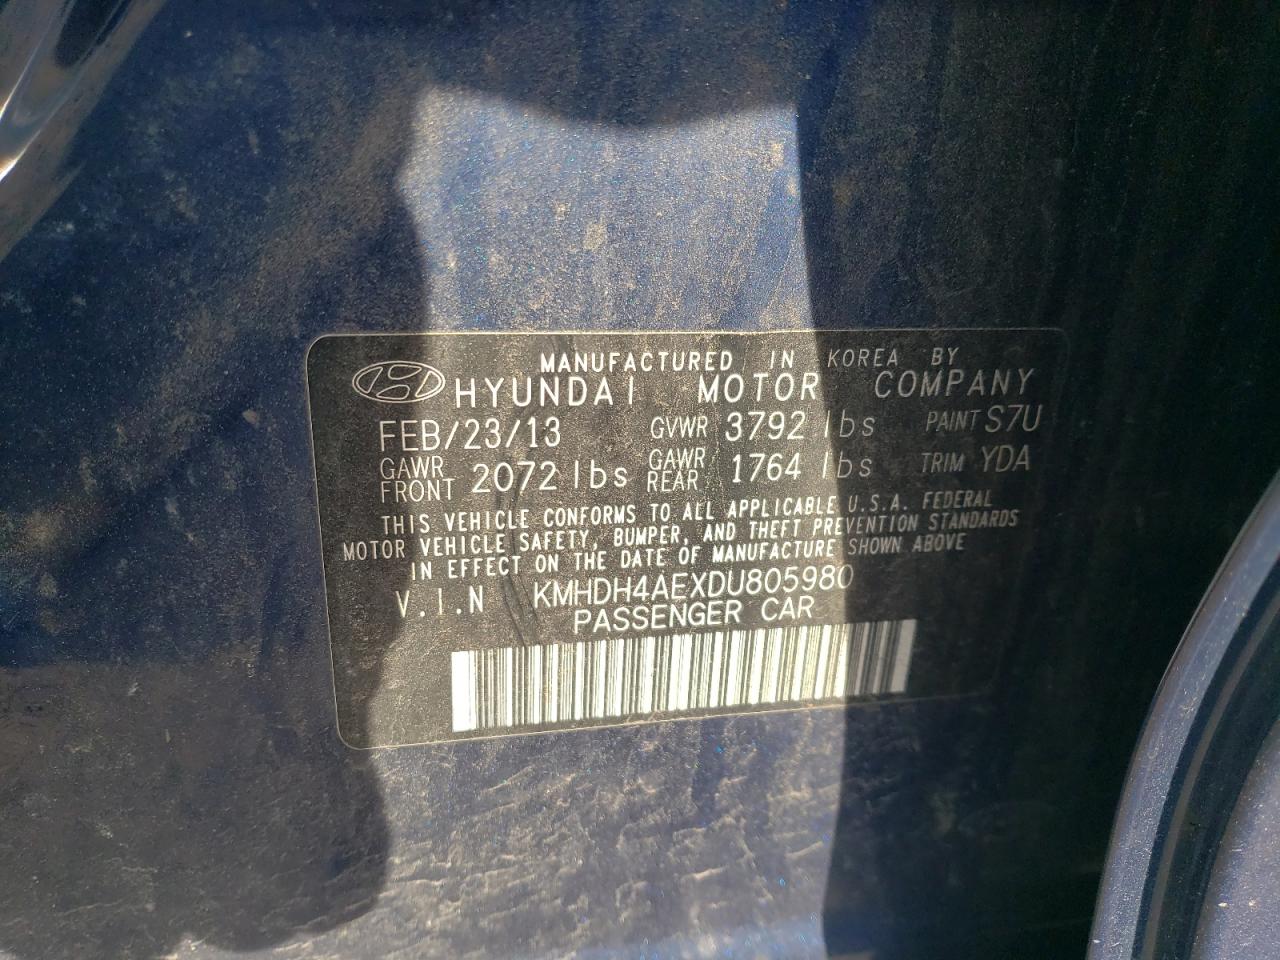 MANUFACTURED IN KOREA BY
HYUNDAI MOTOR COMPANY
FEB/23/13 GVWR 3792 lbs PAINT S7U
GAWR FRONT 2072 lbs GAWR REAR 1764 lbs TRIM YDA
THIS VEHICLE CONFORMS TO ALL APPLICABLE U.S.A. FEDERAL
MOTOR VEHICLE SAFETY, BUMPER, AND THEFT PREVENTION STANDARDS
IN EFFECT ON THE DATE OF MANUFACTURE SHOWN ABOVE
V.I.N KMHDH4AEXDU805980
PASSENGER CAR